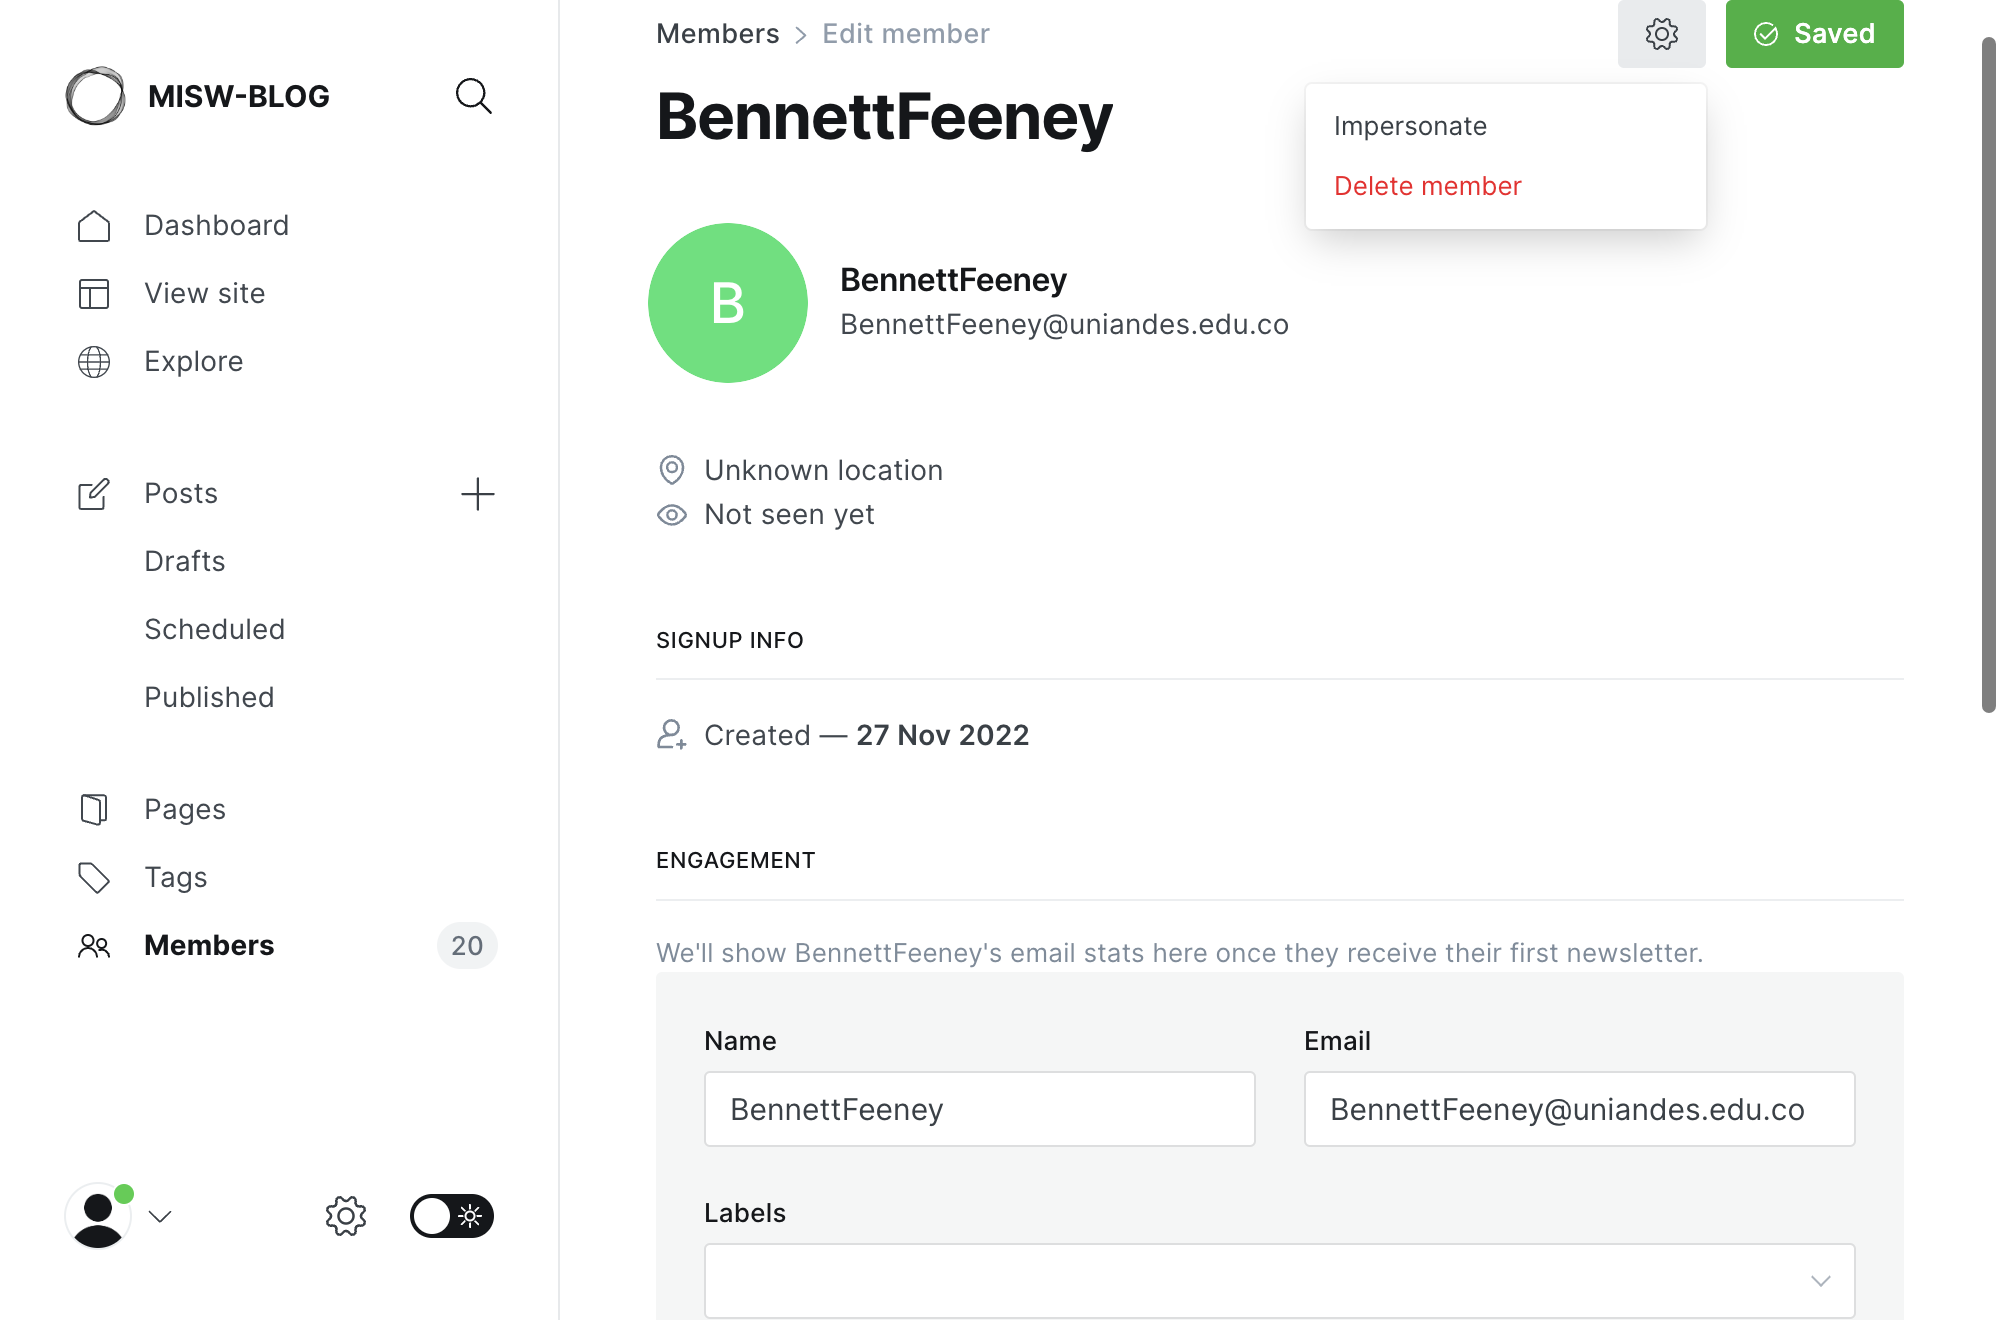 MISW-BLOG
Dashboard
View site
Explore
Posts
Drafts
Scheduled
Published
Pages
Tags
Members 20
Members > Edit member
Saved
BennettFeeney
Impersonate
Delete member
B
BennettFeeney
BennettFeeney@uniandes.edu.co
Unknown location
Not seen yet
SIGNUP INFO
Created — 27 Nov 2022
ENGAGEMENT
We'll show BennettFeeney's email stats here once they receive their first newsletter.
Name
BennettFeeney
Email
BennettFeeney@uniandes.edu.co
Labels